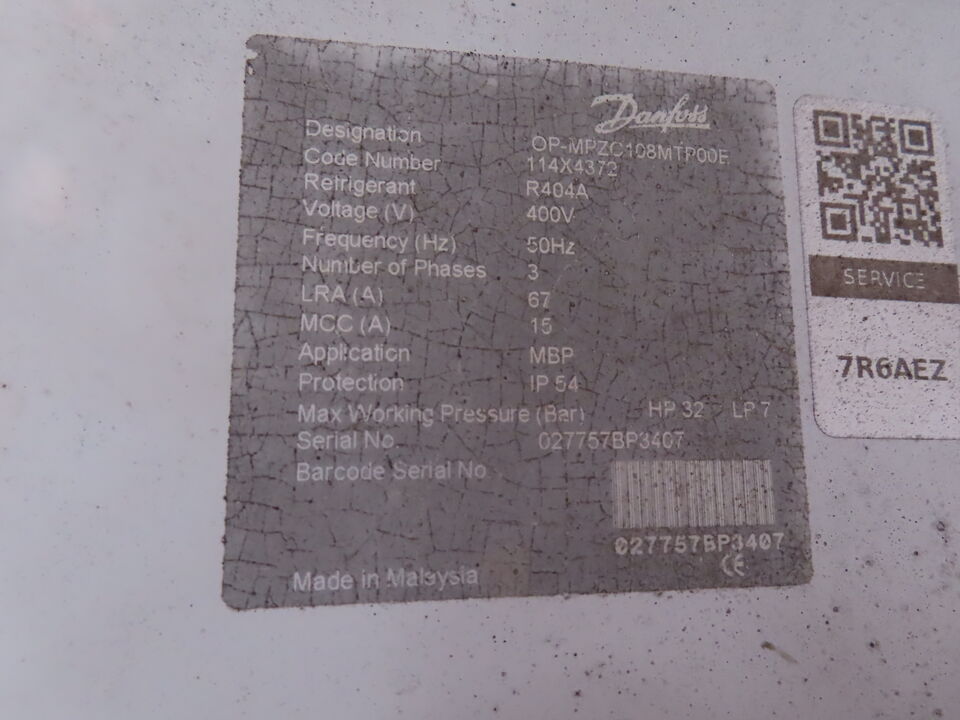 Danfoss
Designation OP-MPZC108MTP00E
Code Number 114X4372
Refrigerant R404A
Voltage (V) 400V
Frequency (Hz) 50Hz
Number of Phases 3
LRA (A) 67
MCC (A) 15
Application MBP
Protection IP 54
Max Working Pressure (Bar) HP 32 LP 7
Serial No. 027757BP3407
Barcode Serial No
027757BP3407
CE
Made in Malaysia
SERVICE
7R6AEZ